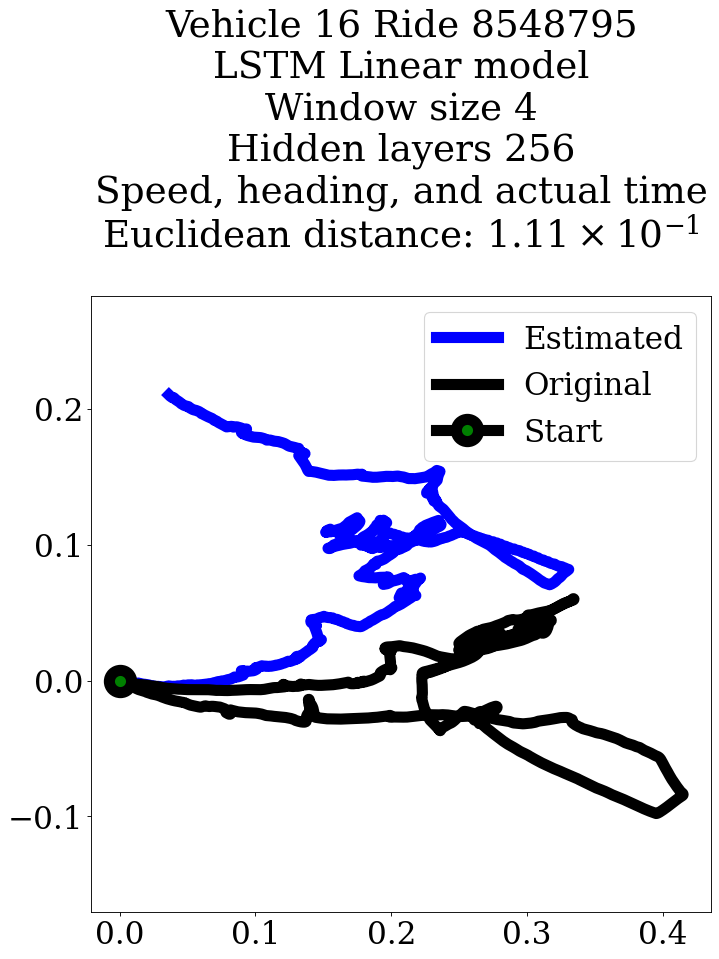 Vehicle 16 Ride 8548795
LSTM Linear model
Window size 4
Hidden layers 256
Speed, heading, and actual time
Euclidean distance: 1.11 × 10⁻¹
Estimated
Original
Start
0.2
0.1
0.0
−0.1
0.0 0.1 0.2 0.3 0.4